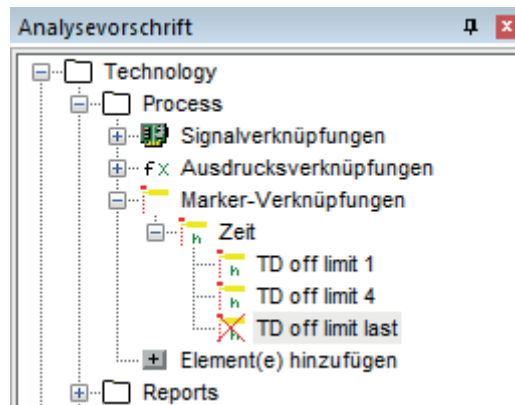 Analysevorschrift
Technology
Process
Signalverknüpfungen
fx Ausdrucksverknüpfungen
Marker-Verknüpfungen
h Zeit
h TD off limit 1
h TD off limit 4
h TD off limit last
Element(e) hinzufügen
Reports